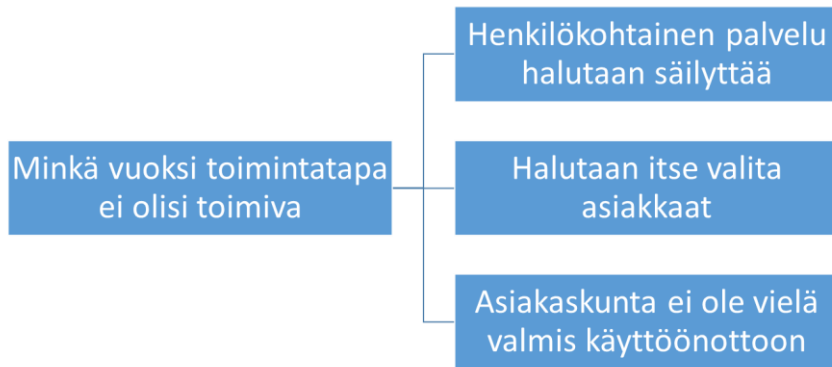 Minkä vuoksi toimintatapa
ei olisi toimiva
Henkilökohtainen palvelu
halutaan säilyttää
Halutaan itse valita
asiakkaat
Asiakaskunta ei ole vielä
valmis käyttöönottoon